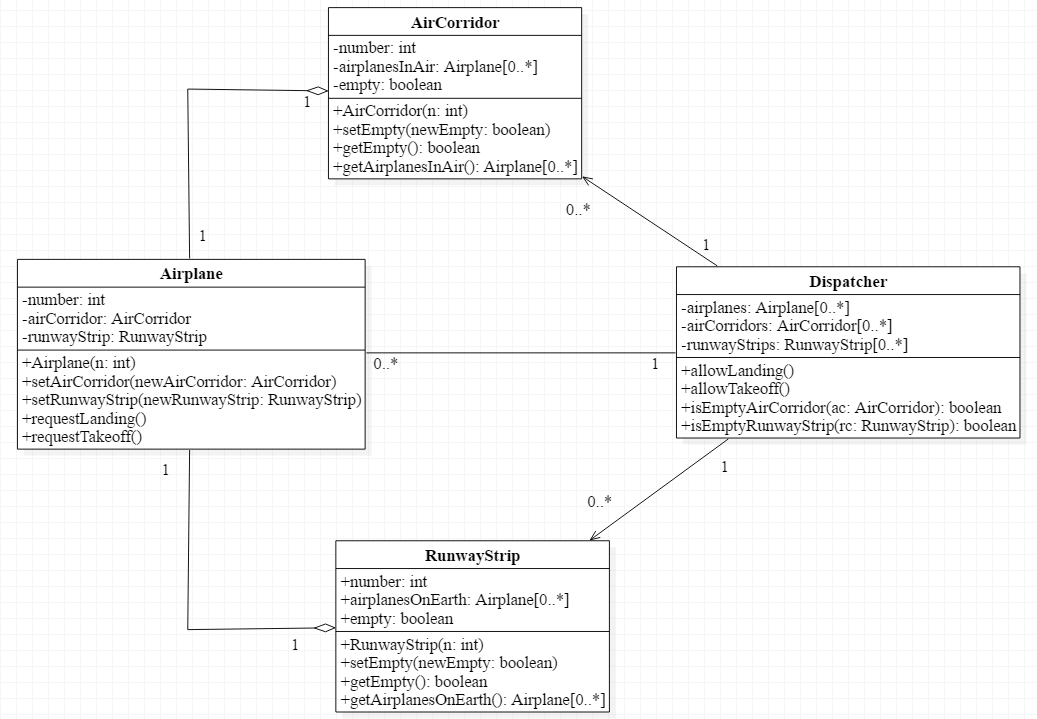 AirCorridor
-number: int
-airplanesInAir: Airplane[0..*]
-empty: boolean
+AirCorridor(n: int)
+setEmpty(newEmpty: boolean)
+getEmpty(): boolean
+getAirplanesInAir(): Airplane[0..*]
1
1
0..*
1
Airplane
-number: int
-airCorridor: AirCorridor
-runwayStrip: RunwayStrip
+Airplane(n: int)
+setAirCorridor(newAirCorridor: AirCorridor)
+setRunwayStrip(newRunwayStrip: RunwayStrip)
+requestLanding()
+requestTakeoff()
0..*
1
Dispatcher
-airplanes: Airplane[0..*]
-airCorridors: AirCorridor[0..*]
-runwayStrips: RunwayStrip[0..*]
+allowLanding()
+allowTakeoff()
+isEmptyAirCorridor(ac: AirCorridor): boolean
+isEmptyRunwayStrip(rc: RunwayStrip): boolean
1
1
0..*
1
RunwayStrip
+number: int
+airplanesOnEarth: Airplane[0..*]
+empty: boolean
+RunwayStrip(n: int)
+setEmpty(newEmpty: boolean)
+getEmpty(): boolean
+getAirplanesOnEarth(): Airplane[0..*]